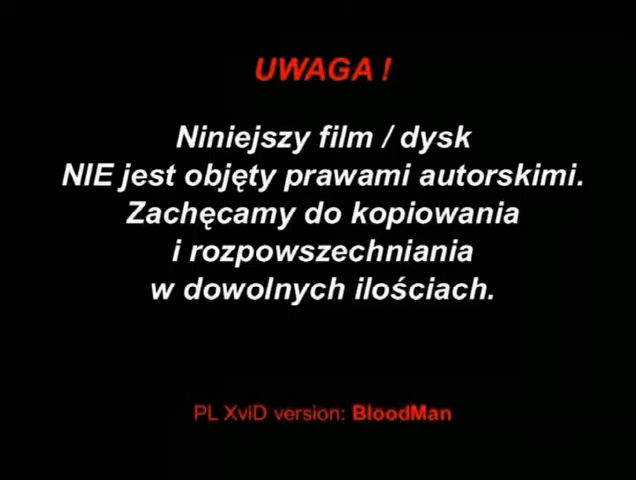 UWAGA !
Niniejszy film / dysk
NIE jest objęty prawami autorskimi.
Zachęcamy do kopiowania
i rozpowszechniania
w dowolnych ilościach.
PL XviD version: BloodMan